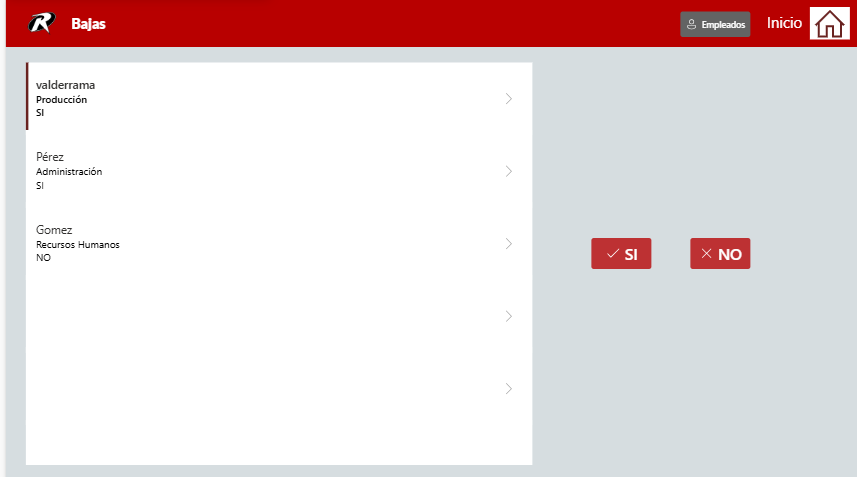 R
Bajas
Empleados
Inicio
valderrama
Producción
SI
Pérez
Administración
SI
Gomez
Recursos Humanos
NO
SI
NO